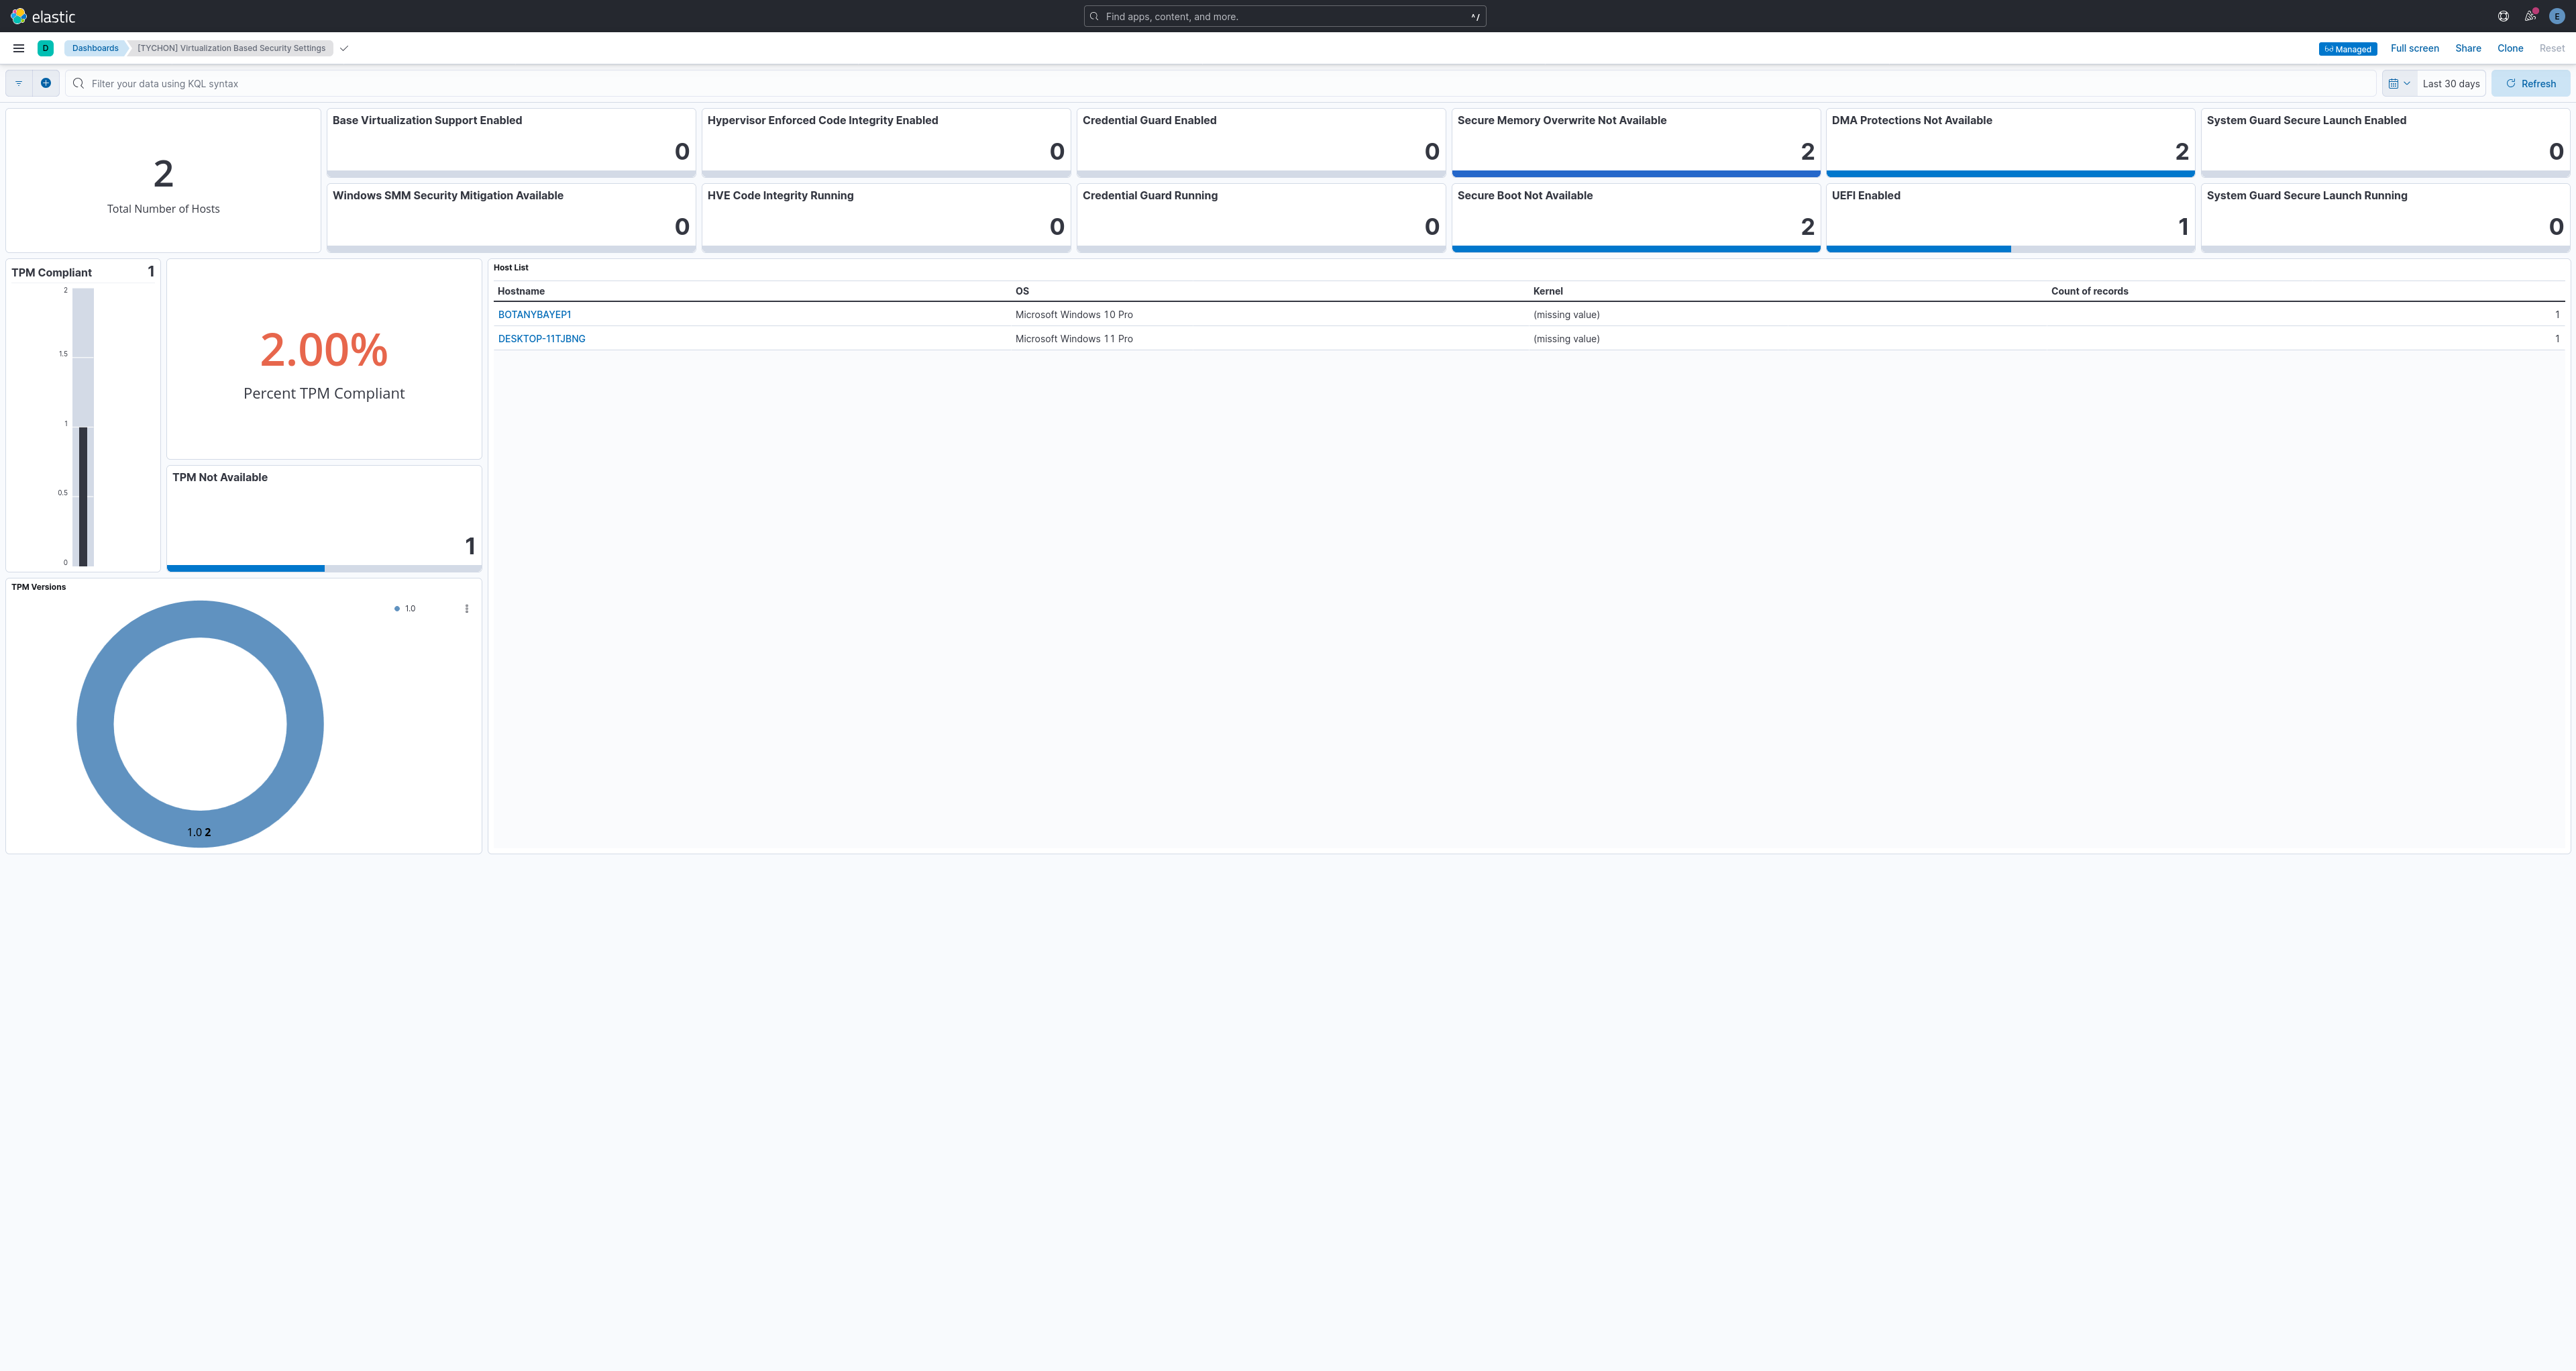 elastic
Find apps, content, and more.
^/
E
D
Dashboards
[TYCHON] Virtualization Based Security Settings
Managed
Full screen
Share
Clone
Reset
Filter your data using KQL syntax
Last 30 days
Refresh
2
Total Number of Hosts
Base Virtualization Support Enabled
0
Hypervisor Enforced Code Integrity Enabled
0
Credential Guard Enabled
0
Secure Memory Overwrite Not Available
2
DMA Protections Not Available
2
System Guard Secure Launch Enabled
0
Windows SMM Security Mitigation Available
0
HVE Code Integrity Running
0
Credential Guard Running
0
Secure Boot Not Available
2
UEFI Enabled
1
System Guard Secure Launch Running
0
TPM Compliant 1
2
1.5
1
0.5
0
2.00%
Percent TPM Compliant
TPM Not Available
1
TPM Versions
1.0
1.0 2
Host List
Hostname OS Kernel Count of records
BOTANYBAYEP1 Microsoft Windows 10 Pro (missing value) 1
DESKTOP-11TJBNG Microsoft Windows 11 Pro (missing value) 1